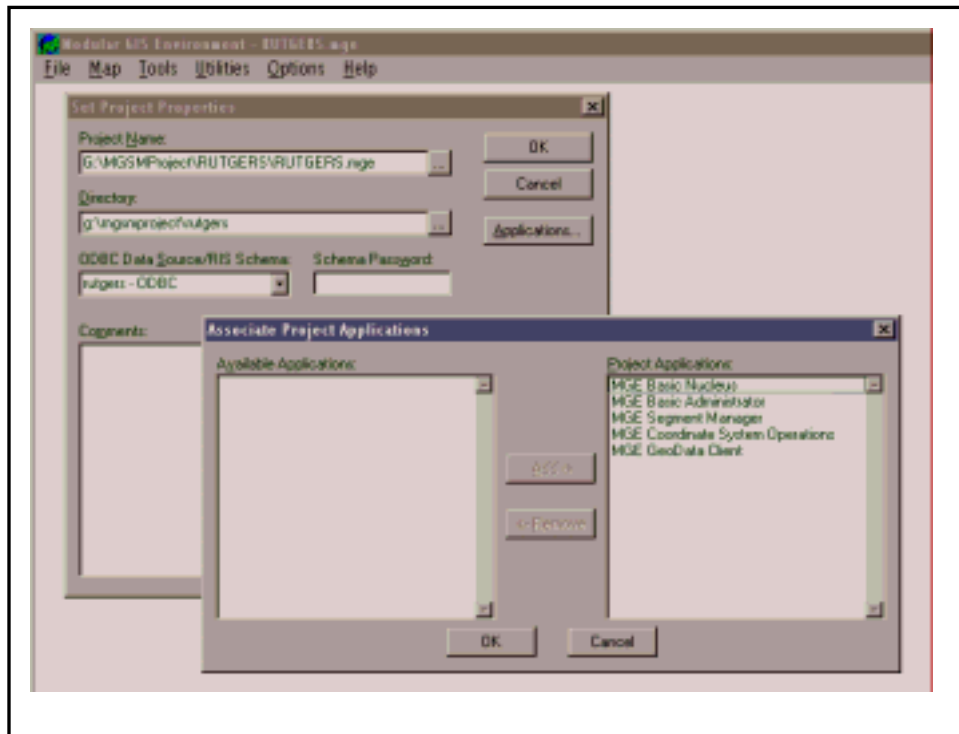 Modular GIS Environment - RUTGERS.mge
File Map Tools Utilities Options Help
Set Project Properties
Project Name:
G:\MGSMProject\RUTGERS\RUTGERS.mge
...
OK
Cancel
Directory:
g:\mgsmproject\rutgers
...
Applications...
ODBC Data Source/RIS Schema:
Schema Password:
rutgers - ODBC
Comments:
Associate Project Applications
Available Applications:
Project Applications:
MGE Basic Nucleus
MGE Basic Administrator
MGE Segment Manager
MGE Coordinate System Operations
MGE GeoData Client
Add >
<-Remove
OK
Cancel